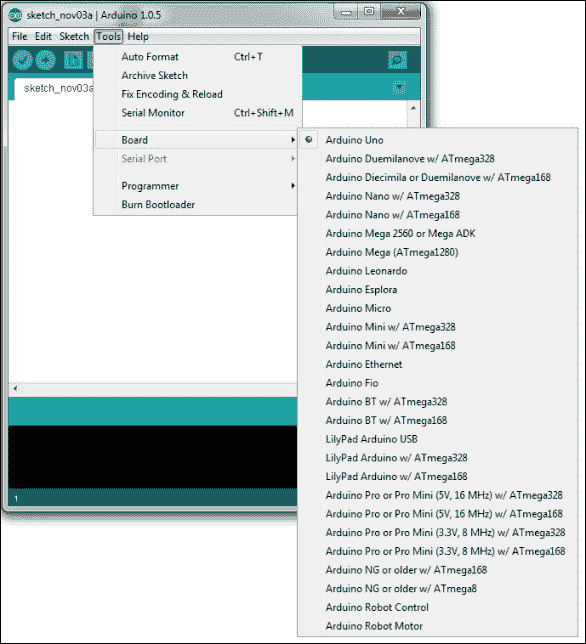 sketch_nov03a | Arduino 1.0.5
File Edit Sketch Tools Help
sketch_nov03a
Auto Format Ctrl+T
Archive Sketch
Fix Encoding & Reload
Serial Monitor Ctrl+Shift+M
Board
Serial Port
Programmer
Burn Bootloader
Arduino Uno
Arduino Duemilanove w/ ATmega328
Arduino Diecimila or Duemilanove w/ ATmega168
Arduino Nano w/ ATmega328
Arduino Nano w/ ATmega168
Arduino Mega 2560 or Mega ADK
Arduino Mega (ATmega1280)
Arduino Leonardo
Arduino Esplora
Arduino Micro
Arduino Mini w/ ATmega328
Arduino Mini w/ ATmega168
Arduino Ethernet
Arduino Fio
Arduino BT w/ ATmega328
Arduino BT w/ ATmega168
LilyPad Arduino USB
LilyPad Arduino w/ ATmega328
LilyPad Arduino w/ ATmega168
Arduino Pro or Pro Mini (5V, 16 MHz) w/ ATmega328
Arduino Pro or Pro Mini (5V, 16 MHz) w/ ATmega168
Arduino Pro or Pro Mini (3.3V, 8 MHz) w/ ATmega328
Arduino Pro or Pro Mini (3.3V, 8 MHz) w/ ATmega168
Arduino NG or older w/ ATmega168
Arduino NG or older w/ ATmega8
Arduino Robot Control
Arduino Robot Motor
1